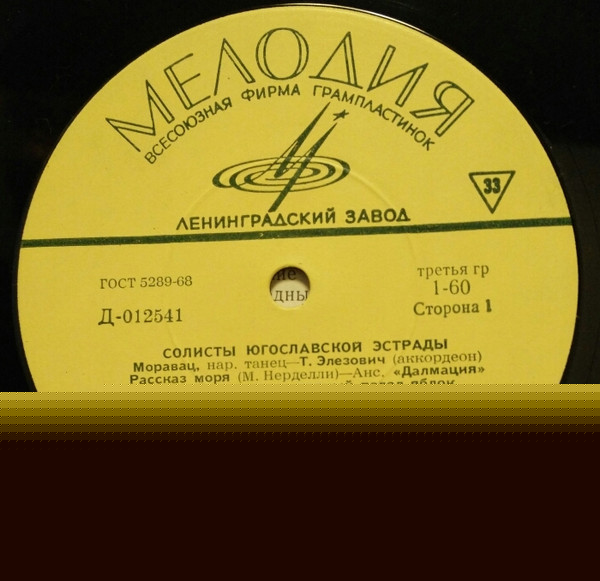 МЕЛОДИЯ
ВСЕСОЮЗНАЯ ФИРМА ГРАМПЛАСТИНОК
33
ЛЕНИНГРАДСКИЙ ЗАВОД
ГОСТ 5289-68
третья гр
Д-012541
1-60
Сторона 1
СОЛИСТЫ ЮГОСЛАВСКОЙ ЭСТРАДЫ
Моравац, нар. танец—Т. Элезович (аккордеон)
Рассказ моря (М. Нерделли)—Анс. «Далмация»